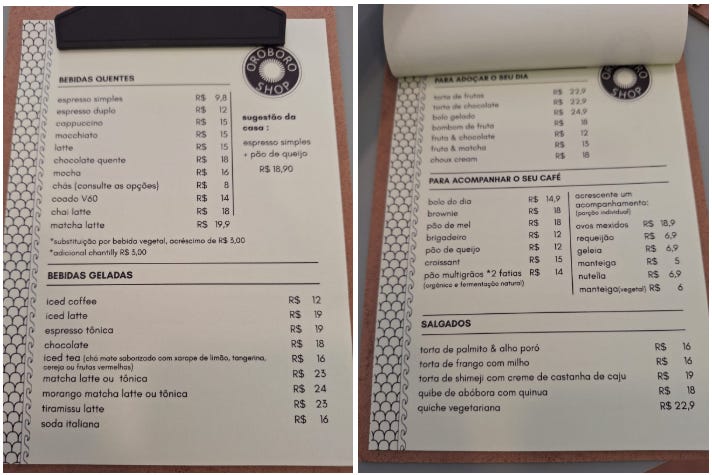 OROBORO
SHOP
BEBIDAS QUENTES
espresso simples R$ 9,8
espresso duplo R$ 12
cappuccino R$ 15
macchiato R$ 15
latte R$ 15
chocolate quente R$ 18
mocha R$ 16
chás (consulte as opções) R$ 8
coado V60 R$ 14
chai latte R$ 18
matcha latte R$ 19,9
sugestão da
casa :
espresso simples
+ pão de queijo
R$ 18,90
*substituição por bebida vegetal, acréscimo de R$ 3,00
*adicional chantilly R$ 3,00
BEBIDAS GELADAS
iced coffee R$ 12
iced latte R$ 19
espresso tônica R$ 19
chocolate R$ 18
iced tea (chá mate saborizado com xarope de limão, tangerina, R$ 16
cereja ou frutas vermelhas)
matcha latte ou tônica R$ 23
morango matcha latte ou tônica R$ 24
tiramissu latte R$ 23
soda italiana R$ 16
OROBORO
SHOP
PARA ADOÇAR O SEU DIA
torta de frutas R$ 22,9
torta de chocolate R$ 22,9
bolo gelado R$ 24,9
bombom de fruta R$ 18
fruta & chocolate R$ 12
fruta & matcha R$ 13
choux cream R$ 18
PARA ACOMPANHAR O SEU CAFÉ
bolo do dia R$ 14,9
brownie R$ 18
pão de mel R$ 18
brigadeiro R$ 12
pão de queijo R$ 12
croissant R$ 15
pão multigrãos *2 fatias R$ 14
(orgânico e fermentação natural)
acrescente um
acompanhamento:
(porção individual)
ovos mexidos R$ 18,9
requeijão R$ 6,9
geleia R$ 6,9
manteiga R$ 5
nutella R$ 6,9
manteiga(vegetal) R$ 6
SALGADOS
torta de palmito & alho poró R$ 16
torta de frango com milho R$ 16
torta de shimeji com creme de castanha de caju R$ 19
quibe de abóbora com quinua R$ 18
quiche vegetariana R$ 22,9